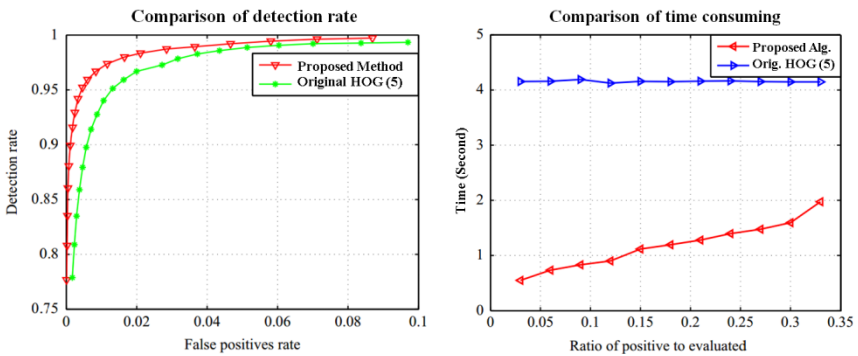 Comparison of detection rate
1
0.95
0.9
0.85
0.8
0.75
Detection rate
Proposed Method
Original HOG (5)
0
0.02
0.04
0.06
0.08
0.1
False positives rate
Comparison of time consuming
5
4
3
2
1
0
Time (Second)
Proposed Alg.
Orig. HOG (5)
0
0.05
0.1
0.15
0.2
0.25
0.3
0.35
Ratio of positive to evaluated